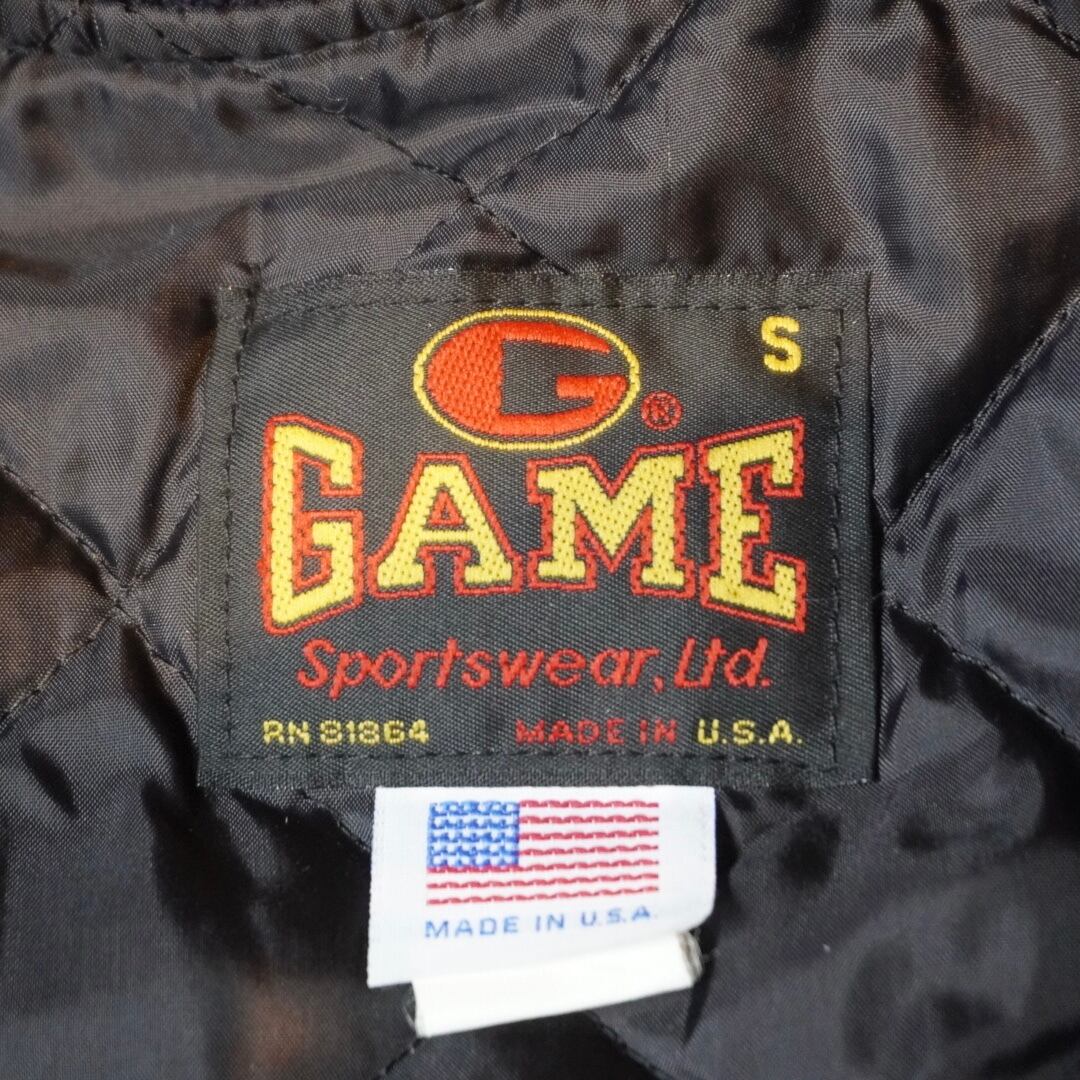 S
G ®
GAME
Sportswear, Ltd.
RN 81864 MADE IN U.S.A.
MADE IN U.S.A.